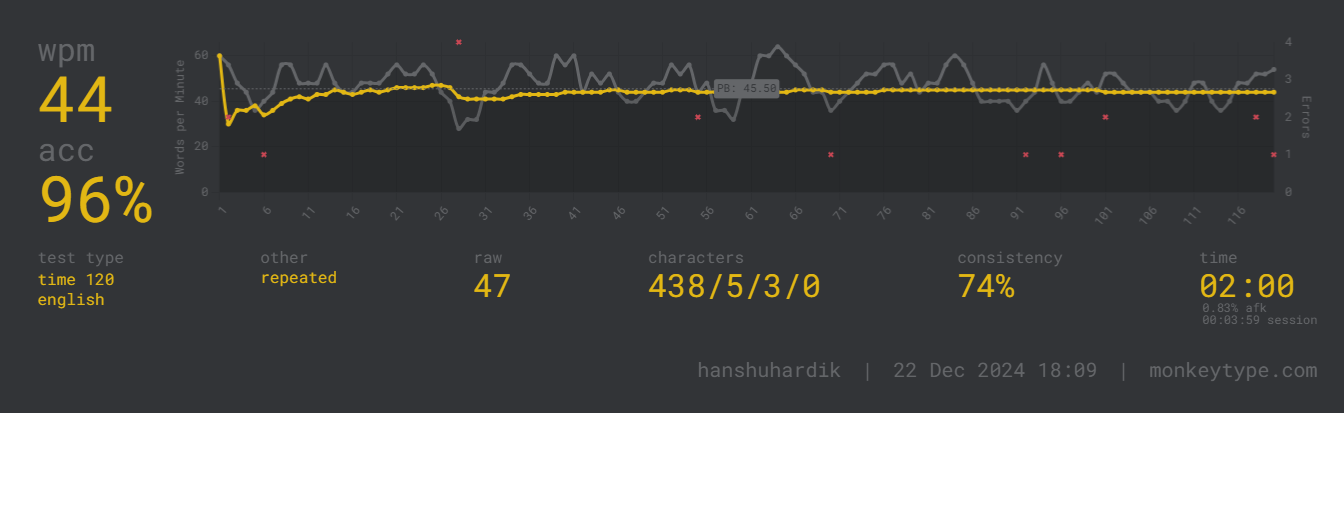 wpm
44
acc
96%
Words per Minute
60
40
20
0
PB: 45.50
4
3
2
1
0
Errors
1 6 11 16 21 26 31 36 41 46 51 56 61 66 71 76 81 86 91 96 101 106 111 116
test type
time 120
english
other
repeated
raw
47
characters
438/5/3/0
consistency
74%
time
02:00
0.83% afk
00:03:59 session
hanshuhardik | 22 Dec 2024 18:09 | monkeytype.com